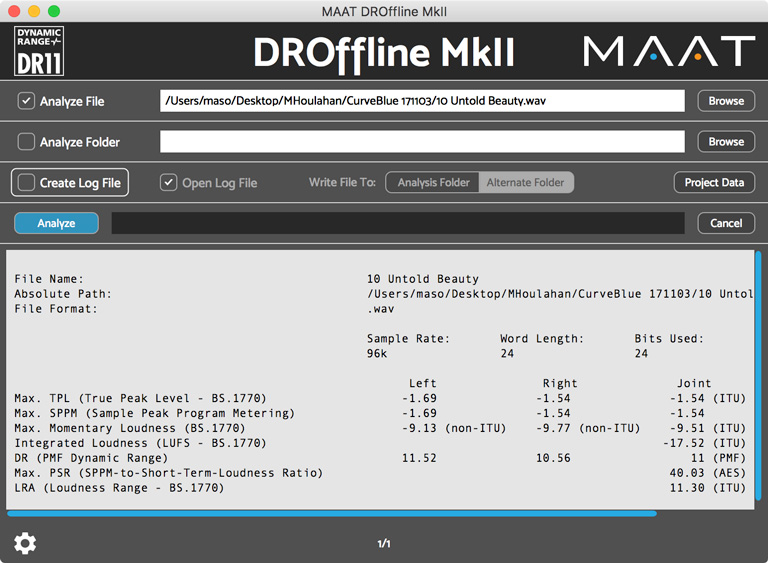 MAAT DROffline MkII
DYNAMIC
RANGE
DR11
DROffline MkII
MAAT
Analyze File
/Users/maso/Desktop/MHoulahan/CurveBlue 171103/10 Untold Beauty.wav
Browse
Analyze Folder
Browse
Create Log File
Open Log File
Write File To:
Analysis Folder
Alternate Folder
Project Data
Analyze
Cancel
File Name: 10 Untold Beauty
Absolute Path: /Users/maso/Desktop/MHoulahan/CurveBlue 171103/10 Untol
File Format: .wav
Sample Rate: Word Length: Bits Used:
96k 24 24
Left Right Joint
Max. TPL (True Peak Level - BS.1770) -1.69 -1.54 -1.54 (ITU)
Max. SPPM (Sample Peak Program Metering) -1.69 -1.54 -1.54
Max. Momentary Loudness (BS.1770) -9.13 (non-ITU) -9.77 (non-ITU) -9.51 (ITU)
Integrated Loudness (LUFS - BS.1770) -17.52 (ITU)
DR (PMF Dynamic Range) 11.52 10.56 11 (PMF)
Max. PSR (SPPM-to-Short-Term-Loudness Ratio) 40.03 (AES)
LRA (Loudness Range - BS.1770) 11.30 (ITU)
1/1